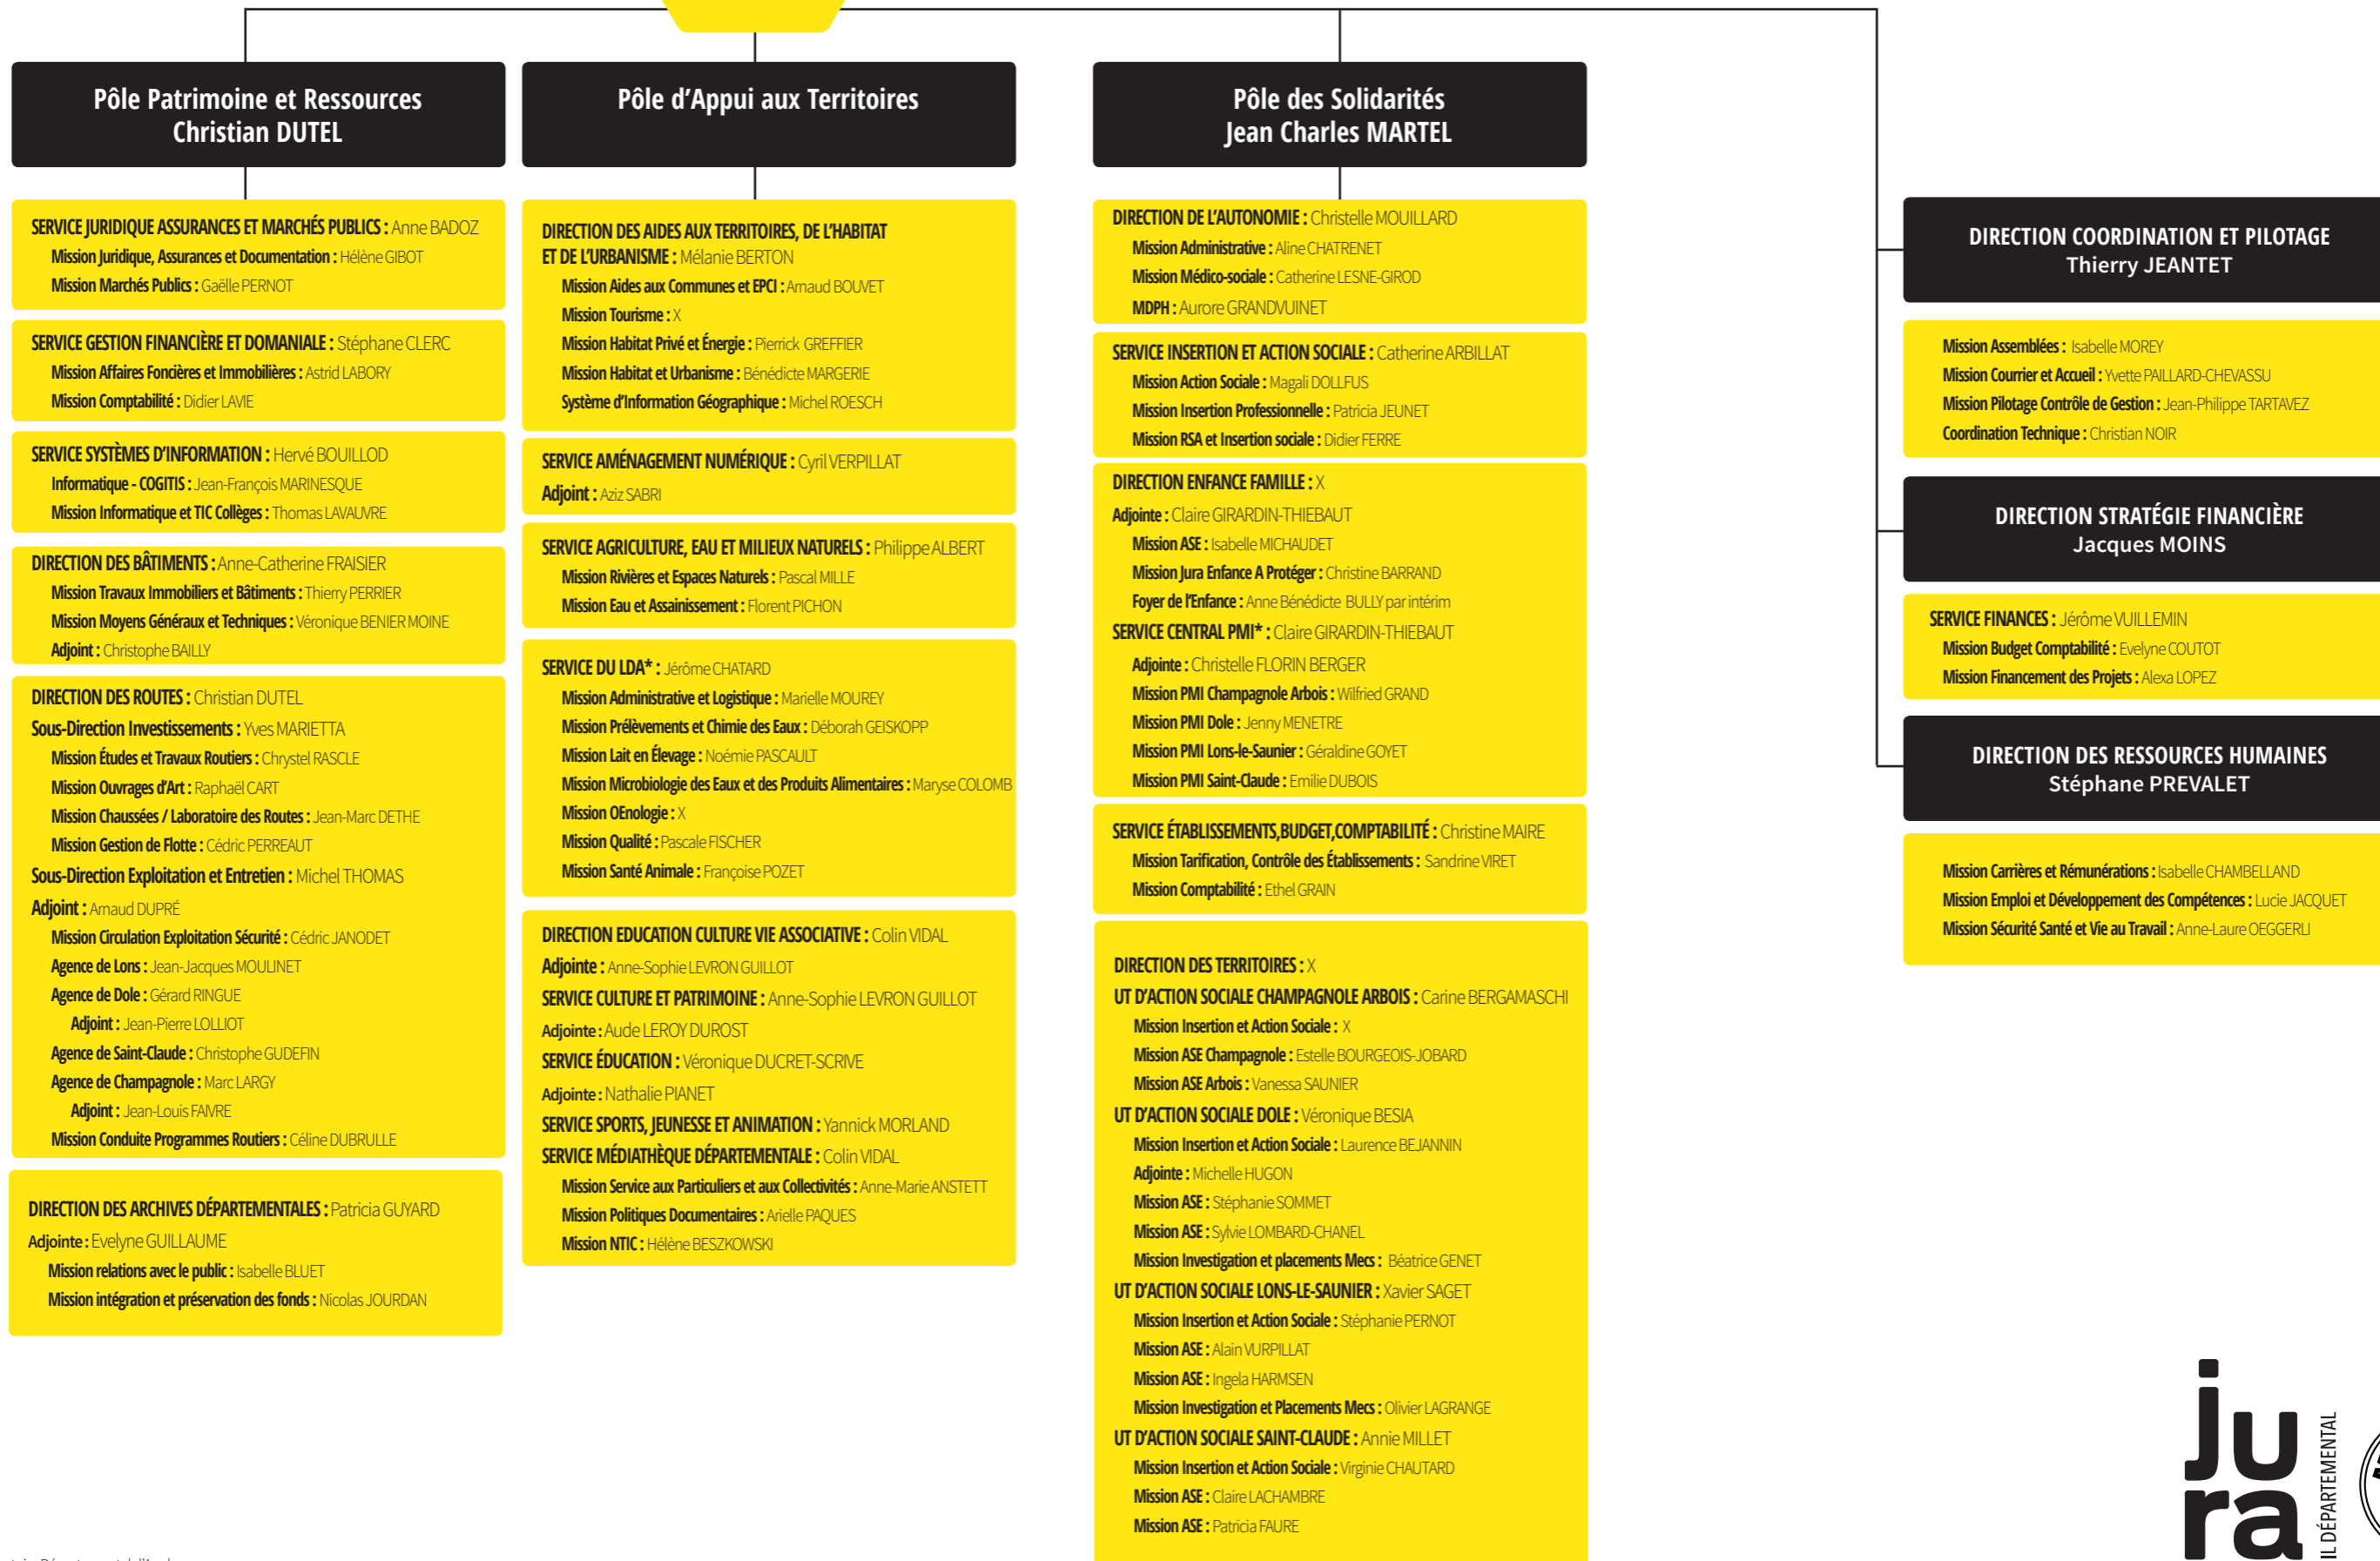 Pôle Patrimoine et Ressources
Christian DUTEL
SERVICE JURIDIQUE ASSURANCES ET MARCHÉS PUBLICS : Anne BADOZ
Mission Juridique, Assurances et Documentation : Hélène GIBOT
Mission Marchés Publics : Gaëlle PERNOT
SERVICE GESTION FINANCIÈRE ET DOMANIALE : Stéphane CLERC
Mission Affaires Foncières et Immobilières : Astrid LABORY
Mission Comptabilité : Didier LAVIE
SERVICE SYSTÈMES D'INFORMATION : Hervé BOUILLOD
Informatique - COGITIS : Jean-François MARINESQUE
Mission Informatique et TIC Collèges : Thomas LAVAUVRE
DIRECTION DES BÂTIMENTS : Anne-Catherine FRAISIER
Mission Travaux Immobiliers et Bâtiments : Thierry PERRIER
Mission Moyens Généraux et Techniques : Véronique BENIER MOINE
Adjoint : Christophe BAILLY
DIRECTION DES ROUTES : Christian DUTEL
Sous-Direction Investissements : Yves MARIETTA
Mission Études et Travaux Routiers : Chrystel RASCLE
Mission Ouvrages d'Art : Raphaël CART
Mission Chaussées / Laboratoire des Routes : Jean-Marc DETHE
Mission Gestion de Flotte : Cédric PERREAUT
Sous-Direction Exploitation et Entretien : Michel THOMAS
Adjoint : Arnaud DUPRÉ
Mission Circulation Exploitation Sécurité : Cédric JANODET
Agence de Lons : Jean-Jacques MOULINET
Agence de Dole : Gérard RINGUE
Adjoint : Jean-Pierre LOLLIOT
Agence de Saint-Claude : Christophe GUDEFIN
Agence de Champagnole : Marc LARGY
Adjoint : Jean-Louis FAIVRE
Mission Conduite Programmes Routiers : Céline DUBRULLE
DIRECTION DES ARCHIVES DÉPARTEMENTALES : Patricia GUYARD
Adjointe : Evelyne GUILLAUME
Mission relations avec le public : Isabelle BLUET
Mission intégration et préservation des fonds : Nicolas JOURDAN
Pôle d'Appui aux Territoires
DIRECTION DES AIDES AUX TERRITOIRES, DE L'HABITAT
ET DE L'URBANISME : Mélanie BERTON
Mission Aides aux Communes et EPCI : Arnaud BOUVET
Mission Tourisme : X
Mission Habitat Privé et Énergie : Pierrick GREFFIER
Mission Habitat et Urbanisme : Bénédicte MARGERIE
Système d'Information Géographique : Michel ROESCH
SERVICE AMÉNAGEMENT NUMÉRIQUE : Cyril VERPILLAT
Adjoint : Aziz SABRI
SERVICE AGRICULTURE, EAU ET MILIEUX NATURELS : Philippe ALBERT
Mission Rivières et Espaces Naturels : Pascal MILLE
Mission Eau et Assainissement : Florent PICHON
SERVICE DU LDA* : Jérôme CHATARD
Mission Administrative et Logistique : Marielle MOUREY
Mission Prélèvements et Chimie des Eaux : Déborah GEISKOPP
Mission Lait en Élevage : Noémie PASCAULT
Mission Microbiologie des Eaux et des Produits Alimentaires : Maryse COLOMB
Mission OEnologie : X
Mission Qualité : Pascale FISCHER
Mission Santé Animale : Françoise POZET
DIRECTION EDUCATION CULTURE VIE ASSOCIATIVE : Colin VIDAL
Adjointe : Anne-Sophie LEVRON GUILLOT
SERVICE CULTURE ET PATRIMOINE : Anne-Sophie LEVRON GUILLOT
Adjointe : Aude LEROY DUROST
SERVICE ÉDUCATION : Véronique DUCRET-SCRIVE
Adjointe : Nathalie PIANET
SERVICE SPORTS, JEUNESSE ET ANIMATION : Yannick MORLAND
SERVICE MÉDIATHÈQUE DÉPARTEMENTALE : Colin VIDAL
Mission Service aux Particuliers et aux Collectivités : Anne-Marie ANSTETT
Mission Politiques Documentaires : Arielle PAQUES
Mission NTIC : Hélène BESZKOWSKI
Pôle des Solidarités
Jean Charles MARTEL
DIRECTION DE L'AUTONOMIE : Christelle MOUILLARD
Mission Administrative : Aline CHATRENET
Mission Médico-sociale : Catherine LESNE-GIROD
MDPH : Aurore GRANDVUINET
SERVICE INSERTION ET ACTION SOCIALE : Catherine ARBILLAT
Mission Action Sociale : Magali DOLLFUS
Mission Insertion Professionnelle : Patricia JEUNET
Mission RSA et Insertion sociale : Didier FERRE
DIRECTION ENFANCE FAMILLE : X
Adjointe : Claire GIRARDIN-THIEBAUT
Mission ASE : Isabelle MICHAUDET
Mission Jura Enfance A Protéger : Christine BARRAND
Foyer de l'Enfance : Anne Bénédicte BULLY par intérim
SERVICE CENTRAL PMI* : Claire GIRARDIN-THIEBAUT
Adjointe : Christelle FLORIN BERGER
Mission PMI Champagnole Arbois : Wilfried GRAND
Mission PMI Dole : Jenny MENETRE
Mission PMI Lons-le-Saunier : Géraldine GOYET
Mission PMI Saint-Claude : Emilie DUBOIS
SERVICE ÉTABLISSEMENTS,BUDGET,COMPTABILITÉ : Christine MAIRE
Mission Tarification, Contrôle des Établissements : Sandrine VIRET
Mission Comptabilité : Ethel GRAIN
DIRECTION DES TERRITOIRES : X
UT D'ACTION SOCIALE CHAMPAGNOLE ARBOIS : Carine BERGAMASCHI
Mission Insertion et Action Sociale : X
Mission ASE Champagnole : Estelle BOURGEOIS-JOBARD
Mission ASE Arbois : Vanessa SAUNIER
UT D'ACTION SOCIALE DOLE : Véronique BESIA
Mission Insertion et Action Sociale : Laurence BEJANNIN
Adjointe : Michelle HUGON
Mission ASE : Stéphanie SOMMET
Mission ASE : Sylvie LOMBARD-CHANEL
Mission Investigation et placements Mecs : Béatrice GENET
UT D'ACTION SOCIALE LONS-LE-SAUNIER : Xavier SAGET
Mission Insertion et Action Sociale : Stéphanie PERNOT
Mission ASE : Alain VURPILLAT
Mission ASE : Ingela HARMSEN
Mission Investigation et Placements Mecs : Olivier LAGRANGE
UT D'ACTION SOCIALE SAINT-CLAUDE : Annie MILLET
Mission Insertion et Action Sociale : Virginie CHAUTARD
Mission ASE : Claire LACHAMBRE
Mission ASE : Patricia FAURE
DIRECTION COORDINATION ET PILOTAGE
Thierry JEANTET
Mission Assemblées : Isabelle MOREY
Mission Courrier et Accueil : Yvette PAILLARD-CHEVASSU
Mission Pilotage Contrôle de Gestion : Jean-Philippe TARTAVEZ
Coordination Technique : Christian NOIR
DIRECTION STRATÉGIE FINANCIÈRE
Jacques MOINS
SERVICE FINANCES : Jérôme VUILLEMIN
Mission Budget Comptabilité : Evelyne COUTOT
Mission Financement des Projets : Alexa LOPEZ
DIRECTION DES RESSOURCES HUMAINES
Stéphane PREVALET
Mission Carrières et Rémunérations : Isabelle CHAMBELLAND
Mission Emploi et Développement des Compétences : Lucie JACQUET
Mission Sécurité Santé et Vie au Travail : Anne-Laure OEGGERLI
ju
ra
IL DÉPARTEMENTAL